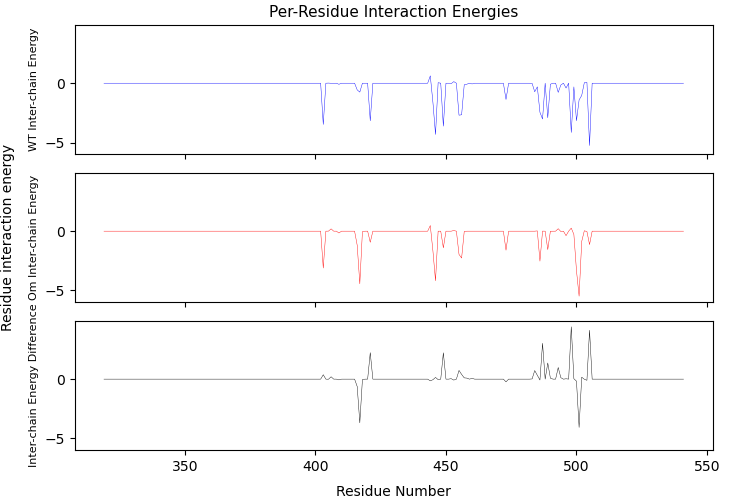 Per-Residue Interaction Energies
Residue interaction energy
WT Inter-chain Energy
0
−5
Om Inter-chain Energy
0
−5
Inter-chain Energy Difference
0
−5
350
400
450
500
550
Residue Number